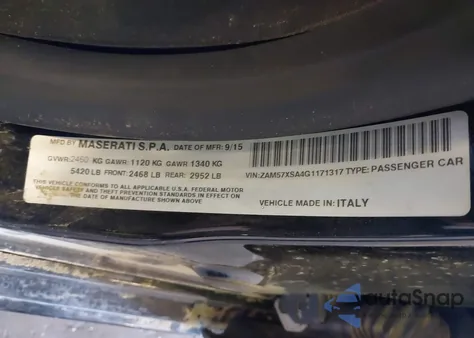 MFD BY MASERATI S.P.A. DATE OF MFR: 9/15
GVWR:2460 KG GAWR: 1120 KG GAWR: 1340 KG
5420 LB FRONT: 2468 LB REAR: 2952 LB
VEHICLE CONFORMS TO ALL APPLICABLE U.S.A. FEDERAL MOTOR
VEHICLE SAFETY AND THEFT PREVENTION STANDARDS IN EFFECT ON
THE DATE OF MANUFACTURE SHOWN ABOVE.
VIN:ZAM57XSA4G1171317 TYPE: PASSENGER CAR
VEHICLE MADE IN: ITALY
autoSnap